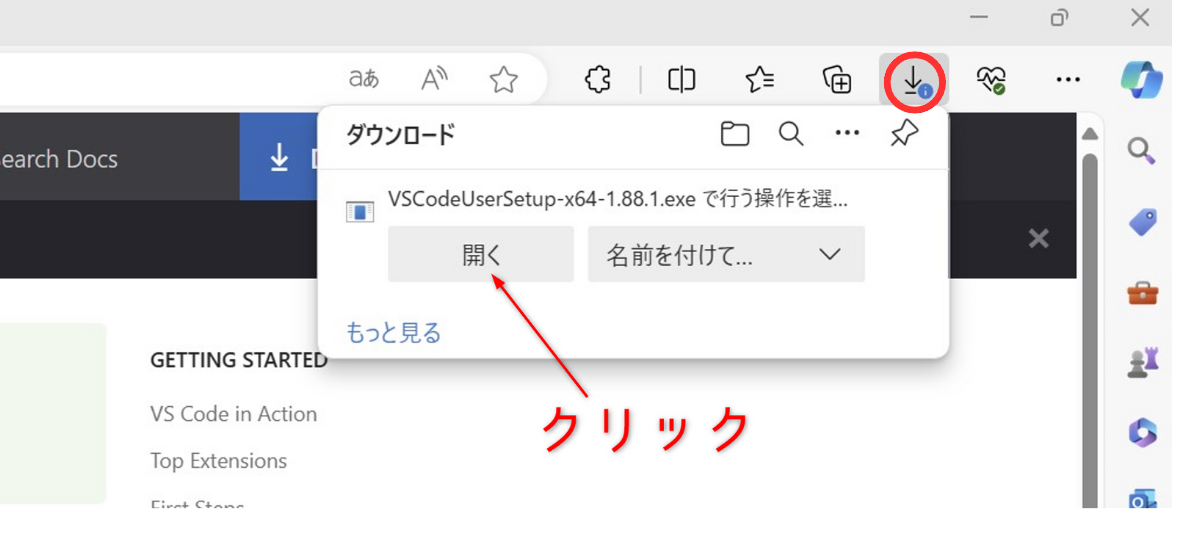 aあ
A
ダウンロード
earch Docs
VSCodeUserSetup-x64-1.88.1.exe で行う操作を選...
開く
名前を付けて...
もっと見る
GETTING STARTED
クリック
VS Code in Action
Top Extensions
First Steps